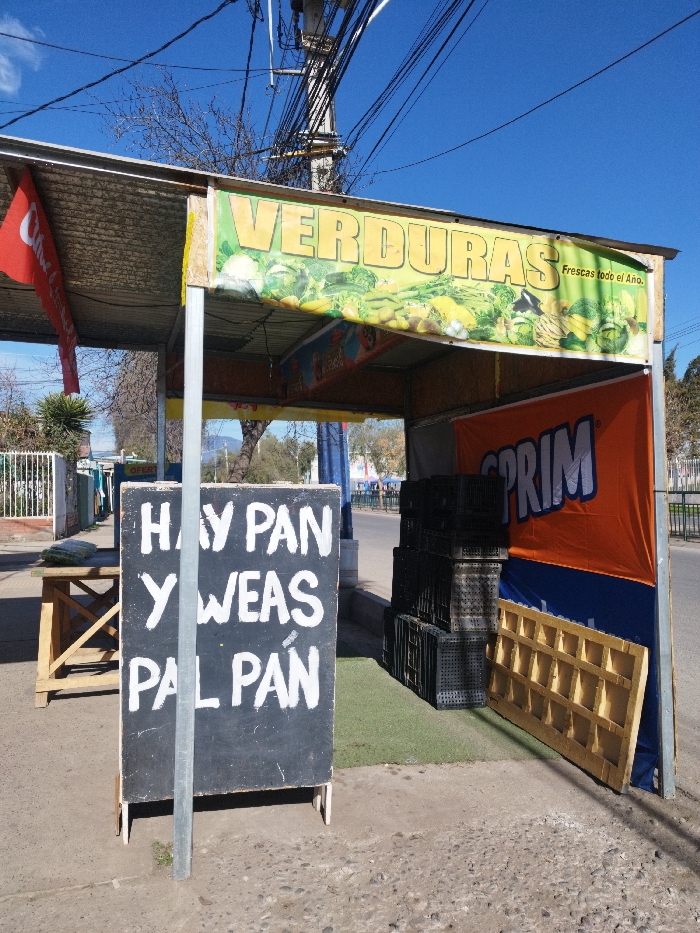 VERDURAS
Frescas todo el Año.
HAY PAN
Y WEAS
PAL PAN